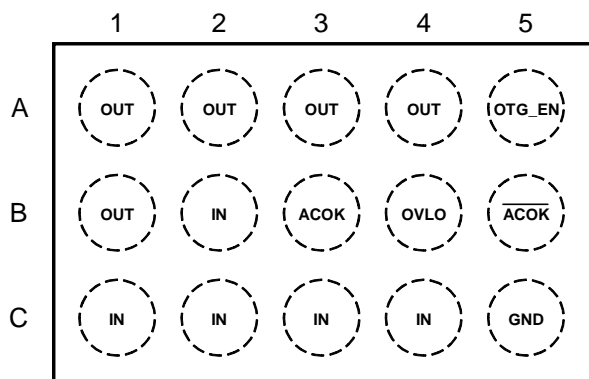 1 2 3 4 5
A OUT OUT OUT OUT OTG_EN
B OUT IN ACOK OVLO A̅C̅O̅K̅
C IN IN IN IN GND